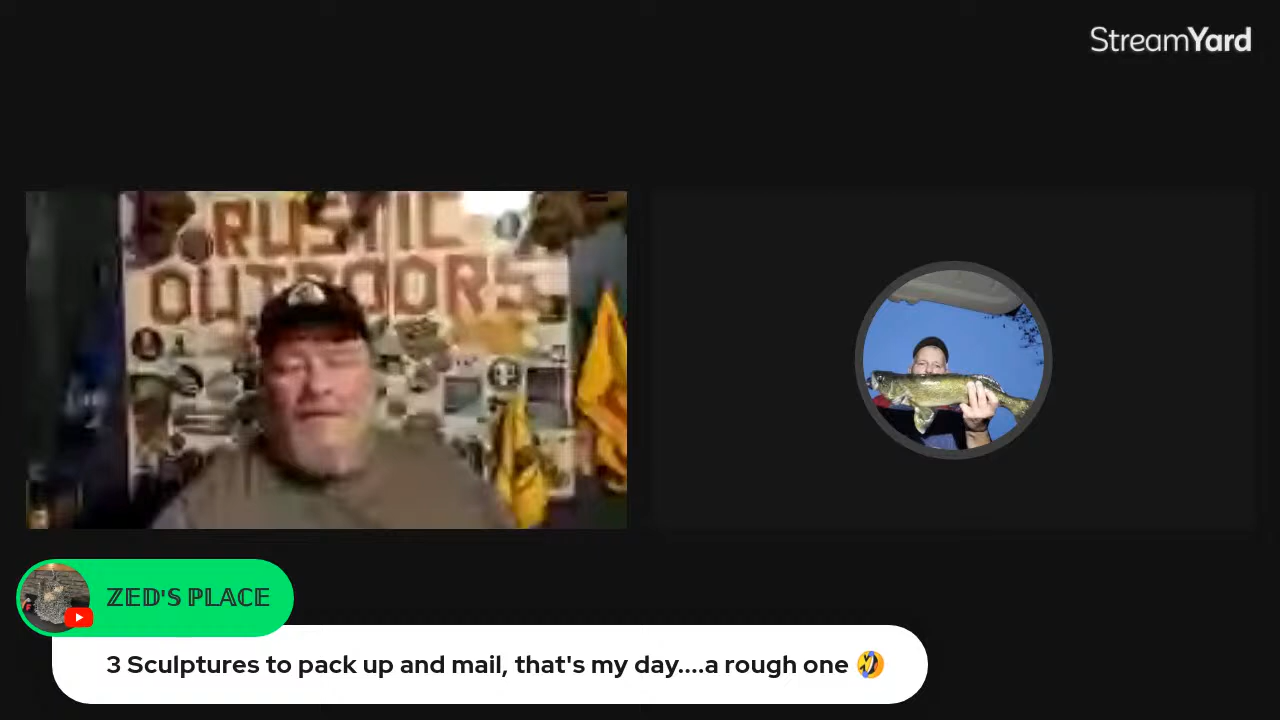 StreamYard
RUSTIC
OUTDOORS
ZED'S PLACE
3 Sculptures to pack up and mail, that's my day....a rough one 🤣